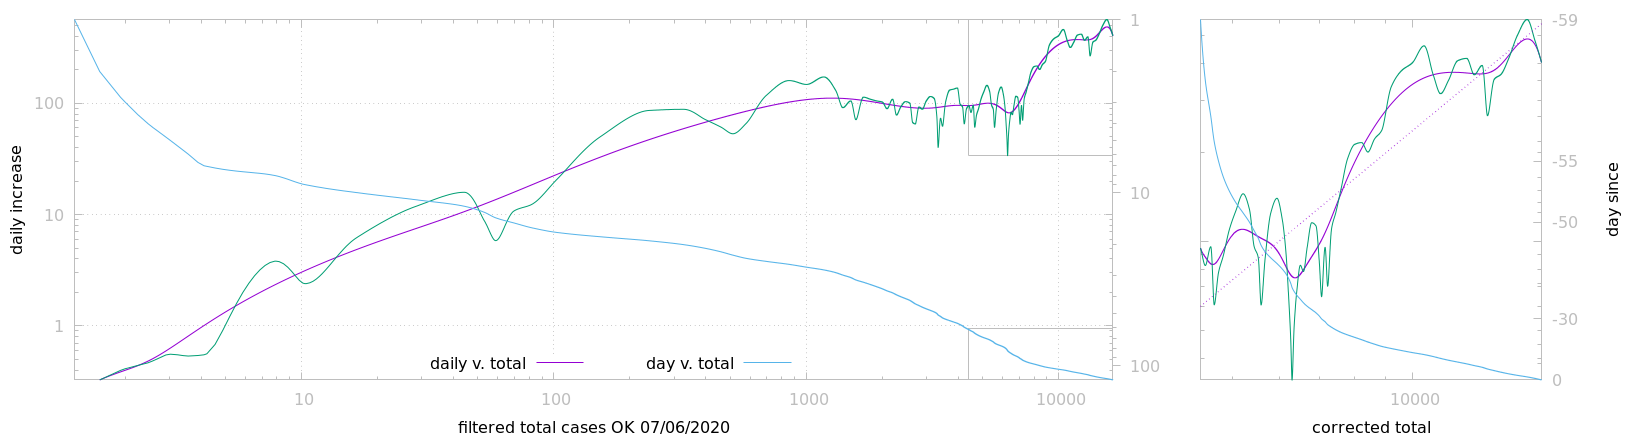 daily increase
100
10
1
10
100
1000
10000
1
10
100
daily v. total
day v. total
filtered total cases OK 07/06/2020
-59
-55
-50
-30
0
10000
day since
corrected total